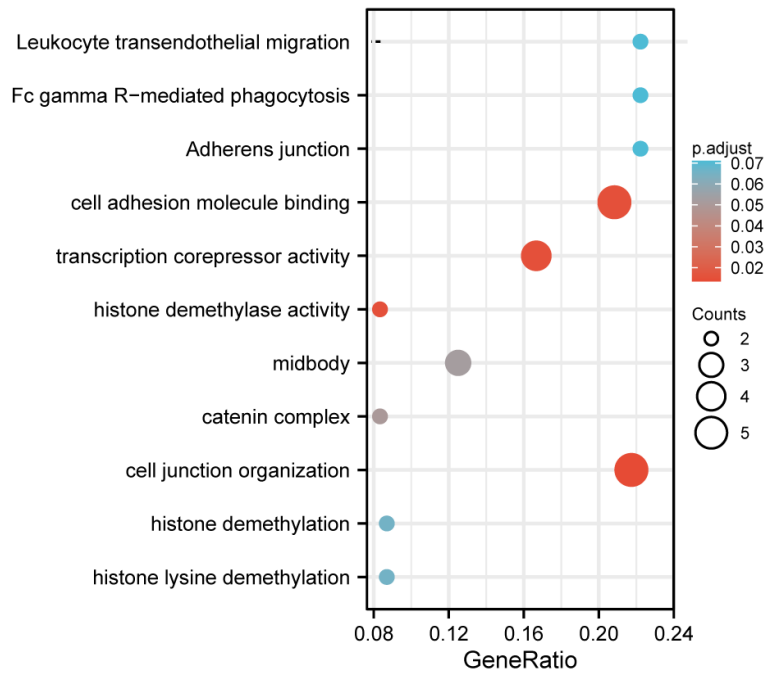 Leukocyte transendothelial migration
Fc gamma R−mediated phagocytosis
Adherens junction
cell adhesion molecule binding
transcription corepressor activity
histone demethylase activity
midbody
catenin complex
cell junction organization
histone demethylation
histone lysine demethylation
0.08 0.12 0.16 0.20 0.24
GeneRatio
p.adjust
0.07
0.06
0.05
0.04
0.03
0.02
Counts
2
3
4
5